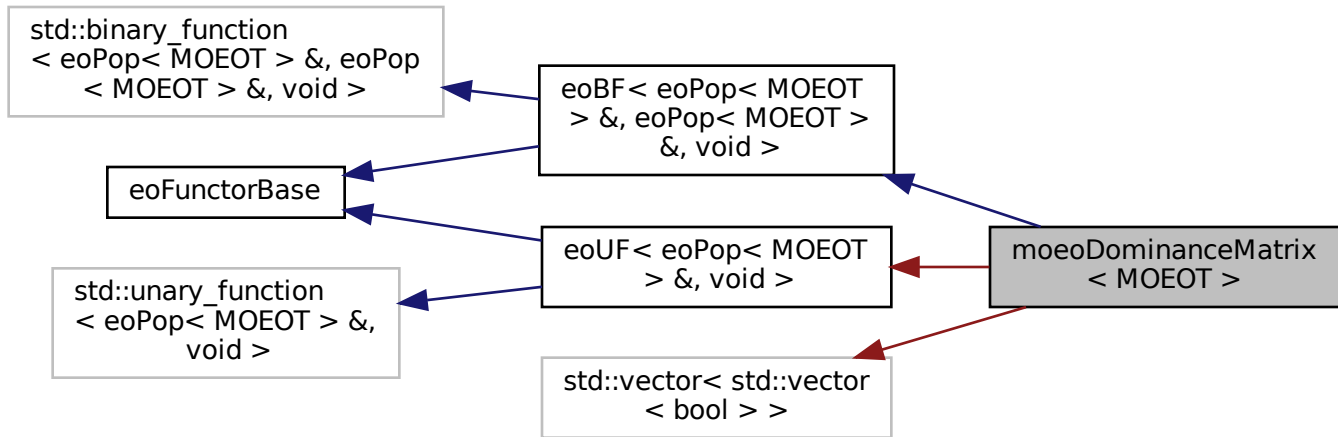 std::binary_function
< eoPop< MOEOT > &, eoPop
< MOEOT > &, void >
eoFunctorBase
std::unary_function
< eoPop< MOEOT > &,
void >
eoBF< eoPop< MOEOT
> &, eoPop< MOEOT >
&, void >
eoUF< eoPop< MOEOT
> &, void >
std::vector< std::vector
< bool > >
moeoDominanceMatrix
< MOEOT >